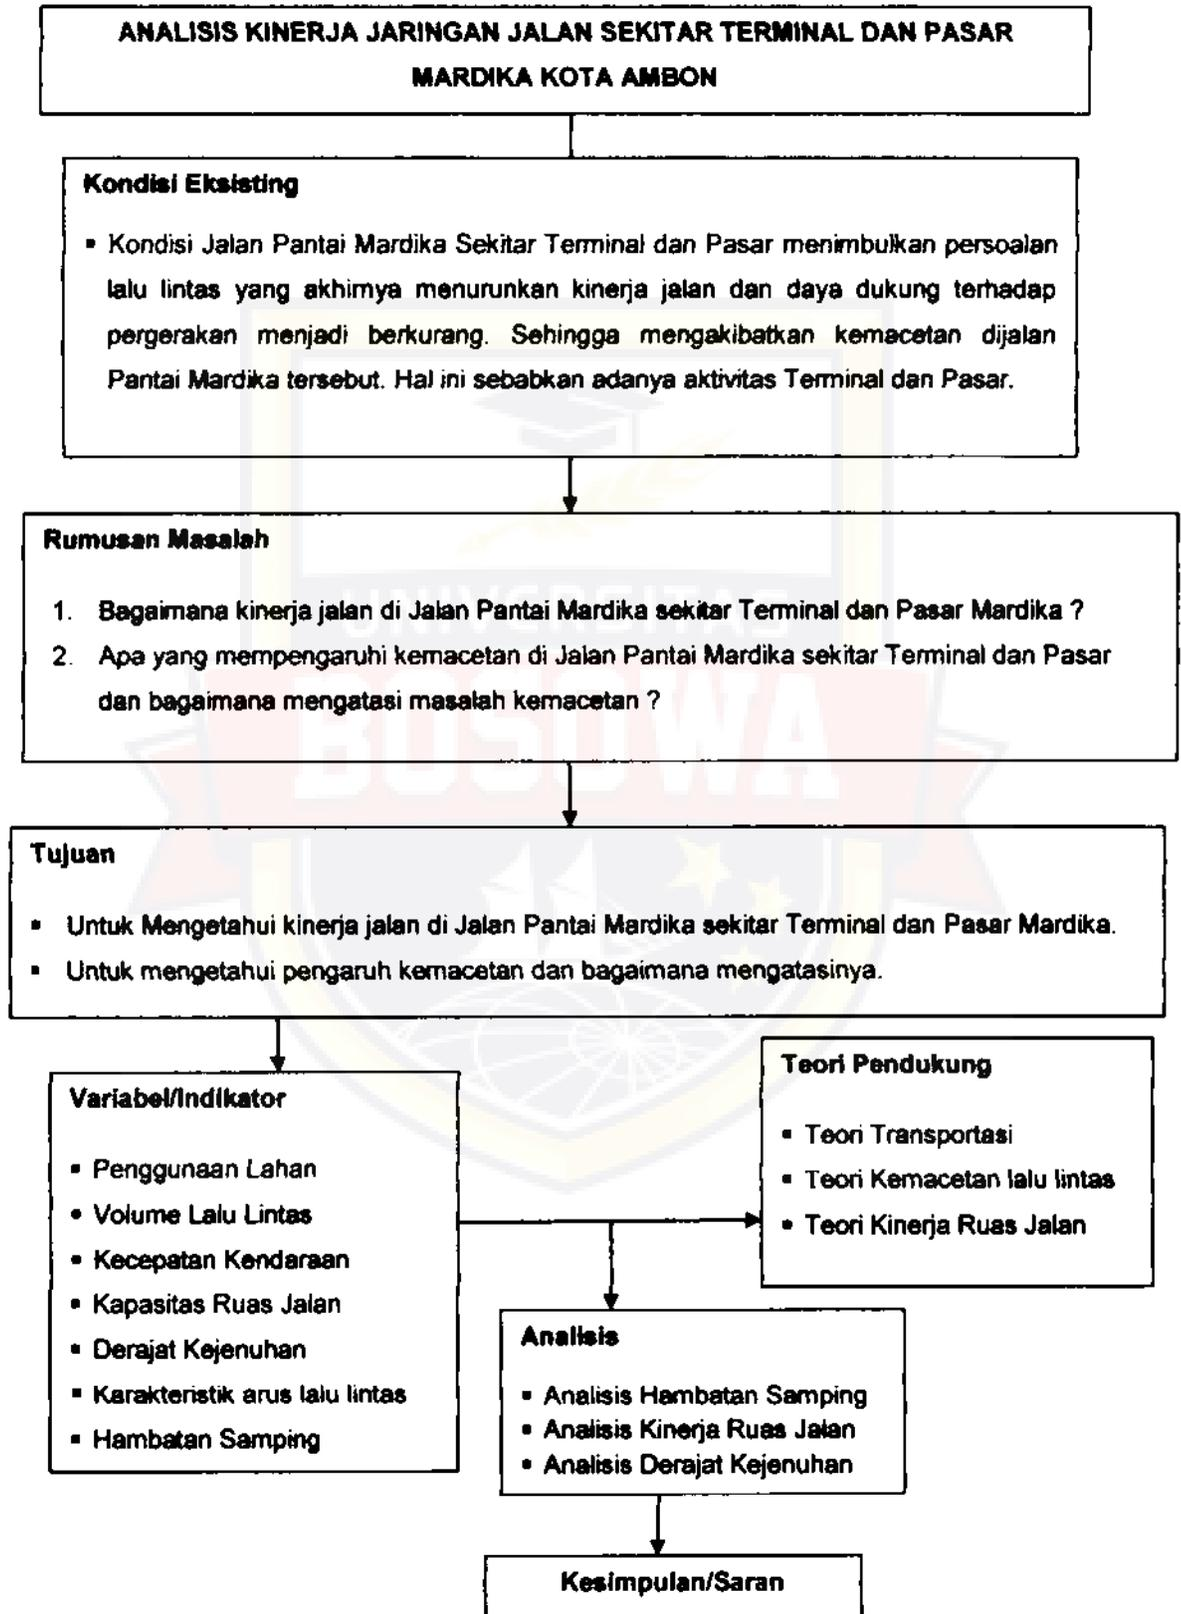 ANALISIS KINERJA JARINGAN JALAN SEKITAR TERMINAL DAN PASAR
MARDIKA KOTA AMBON
Kondisi Eksisting
▪ Kondisi Jalan Pantai Mardika Sekitar Terminal dan Pasar menimbulkan persoalan
lalu lintas yang akhirnya menurunkan kinerja jalan dan daya dukung terhadap
pergerakan menjadi berkurang. Sehingga mengakibatkan kemacetan dijalan
Pantai Mardika tersebut. Hal ini sebabkan adanya aktivitas Terminal dan Pasar.
Rumusan Masalah
1. Bagaimana kinerja jalan di Jalan Pantai Mardika sekitar Terminal dan Pasar Mardika ?
2. Apa yang mempengaruhi kemacetan di Jalan Pantai Mardika sekitar Terminal dan Pasar
dan bagaimana mengatasi masalah kemacetan ?
UNIVERSITAS
BOSOWA
Tujuan
▪ Untuk Mengetahui kinerja jalan di Jalan Pantai Mardika sekitar Terminal dan Pasar Mardika.
▪ Untuk mengetahui pengaruh kemacetan dan bagaimana mengatasinya.
Variabel/Indikator
▪ Penggunaan Lahan
▪ Volume Lalu Lintas
▪ Kecepatan Kendaraan
▪ Kapasitas Ruas Jalan
▪ Derajat Kejenuhan
▪ Karakteristik arus lalu lintas
▪ Hambatan Samping
Teori Pendukung
▪ Teori Transportasi
▪ Teori Kemacetan lalu lintas
▪ Teori Kinerja Ruas Jalan
Analisis
▪ Analisis Hambatan Samping
▪ Analisis Kinerja Ruas Jalan
▪ Analisis Derajat Kejenuhan
Kesimpulan/Saran